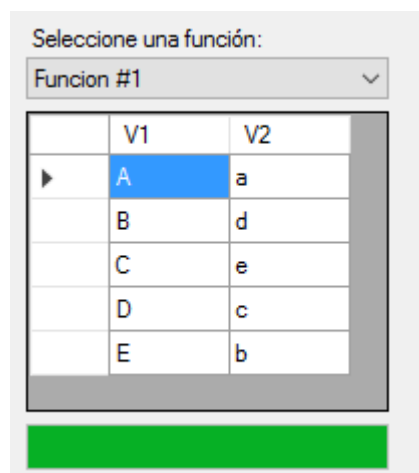 Seleccione una función:
Funcion #1
V1 V2
A a
B d
C e
D c
E b